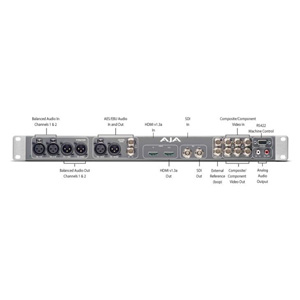 Balanced Audio In
Channels 1 & 2
AES/EBU Audio
In and Out
HDMI v1.3a
In
SDI
In
Composite/Component
Video In
RS422
Machine Control
AJA
Balanced Audio Out
Channels 1 & 2
HDMI v1.3a
Out
SDI
Out
External
Reference
(loop)
Composite/
Component
Video Out
Analog
Audio
Output